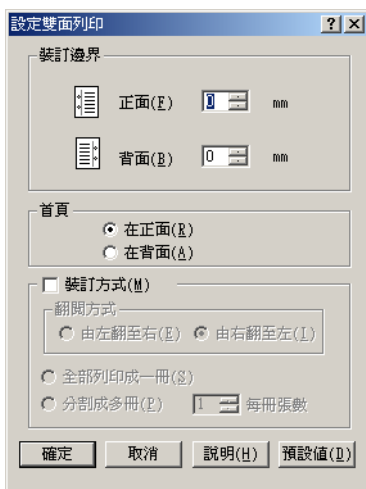 設定雙面列印
裝訂邊界
正面(F) 0 mm
背面(B) 0 mm
首頁
在正面(R)
在背面(A)
裝訂方式(M)
翻閱方式
由左翻至右(E) 由右翻至左(I)
全部列印成一冊(S)
分割成多冊(P) 1 每冊張數
確定 取消 說明(H) 預設值(D)